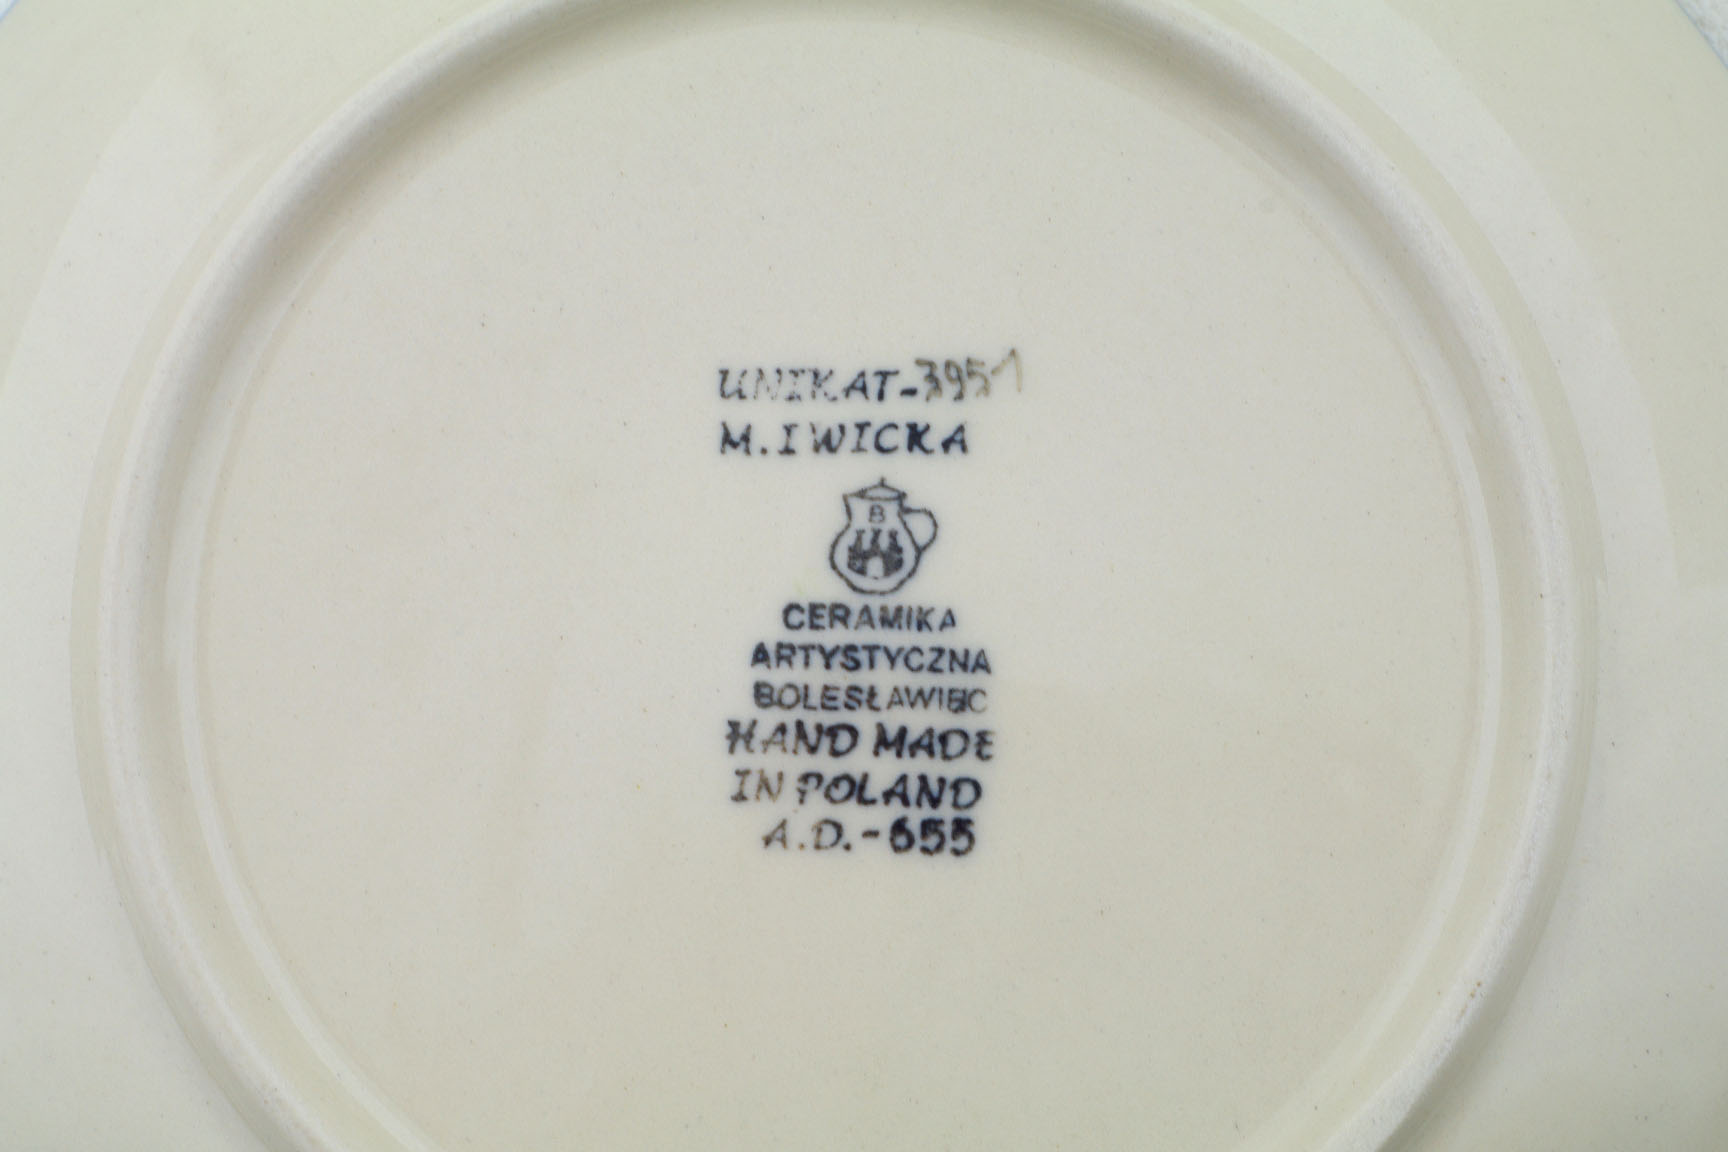 UNIKAT-3951
M. IWICKA
B
CERAMIKA
ARTYSTYCZNA
BOLESŁAWIEC
HAND MADE
IN POLAND
A.D.-655